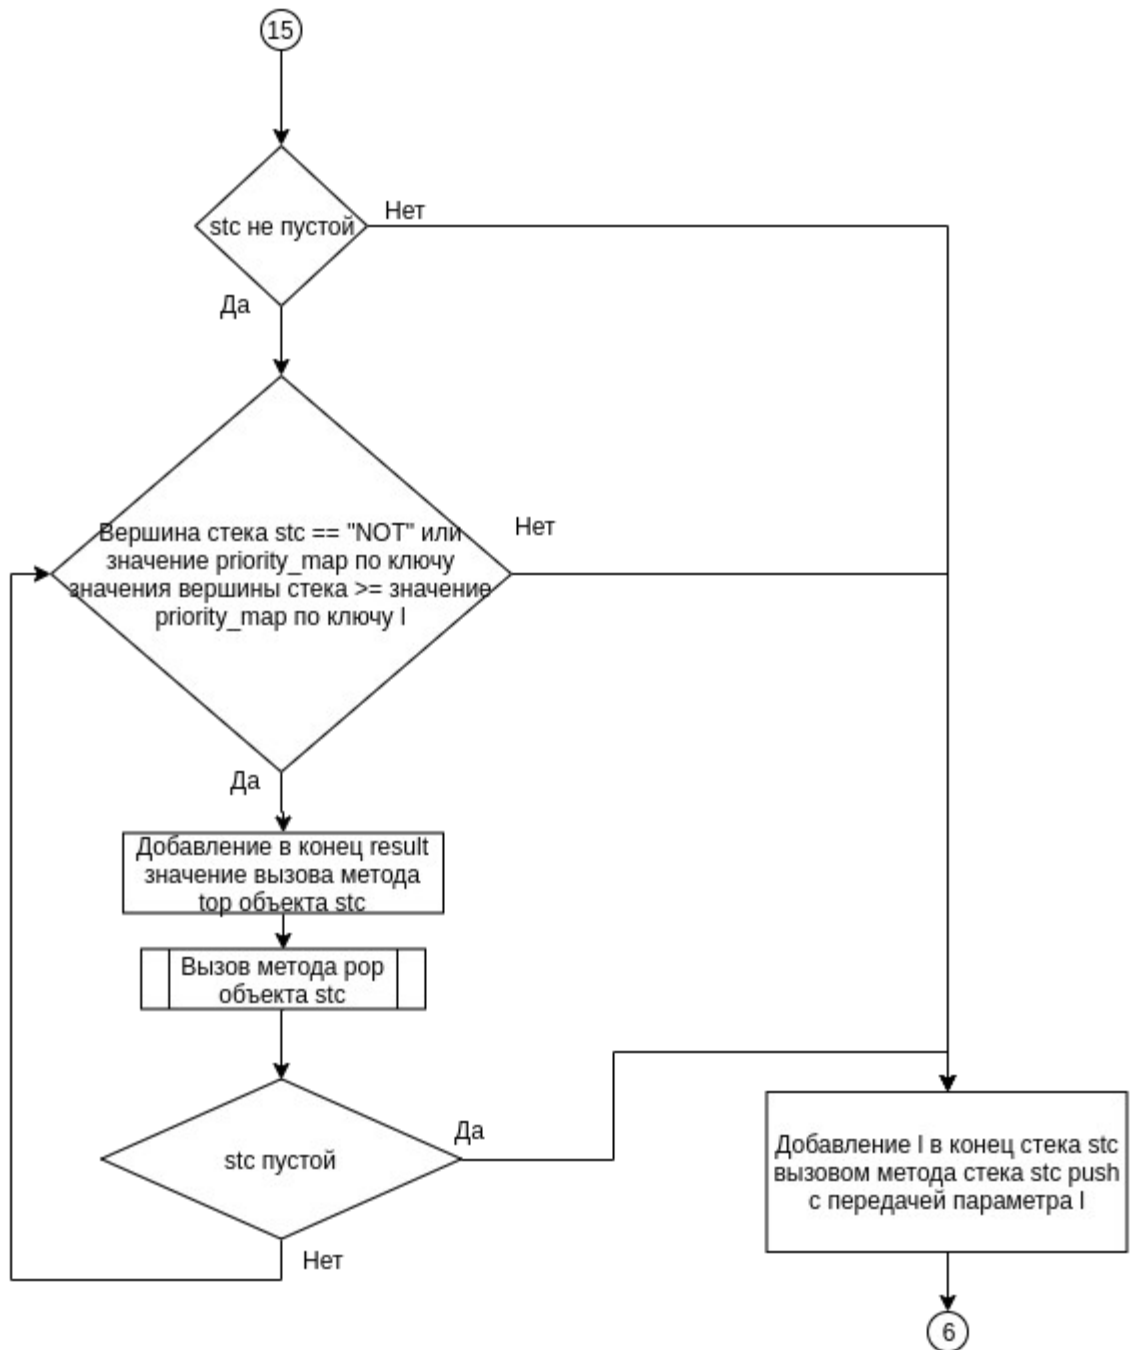 15
stc не пустой
Нет
Да
Вершина стека stc == "NOT" или
значение priority_map по ключу
значения вершины стека >= значение
priority_map по ключу l
Нет
Да
Добавление в конец result
значение вызова метода
top объекта stc
Вызов метода pop
объекта stc
stc пустой
Да
Нет
Добавление l в конец стека stc
вызовом метода стека stc push
с передачей параметра l
6